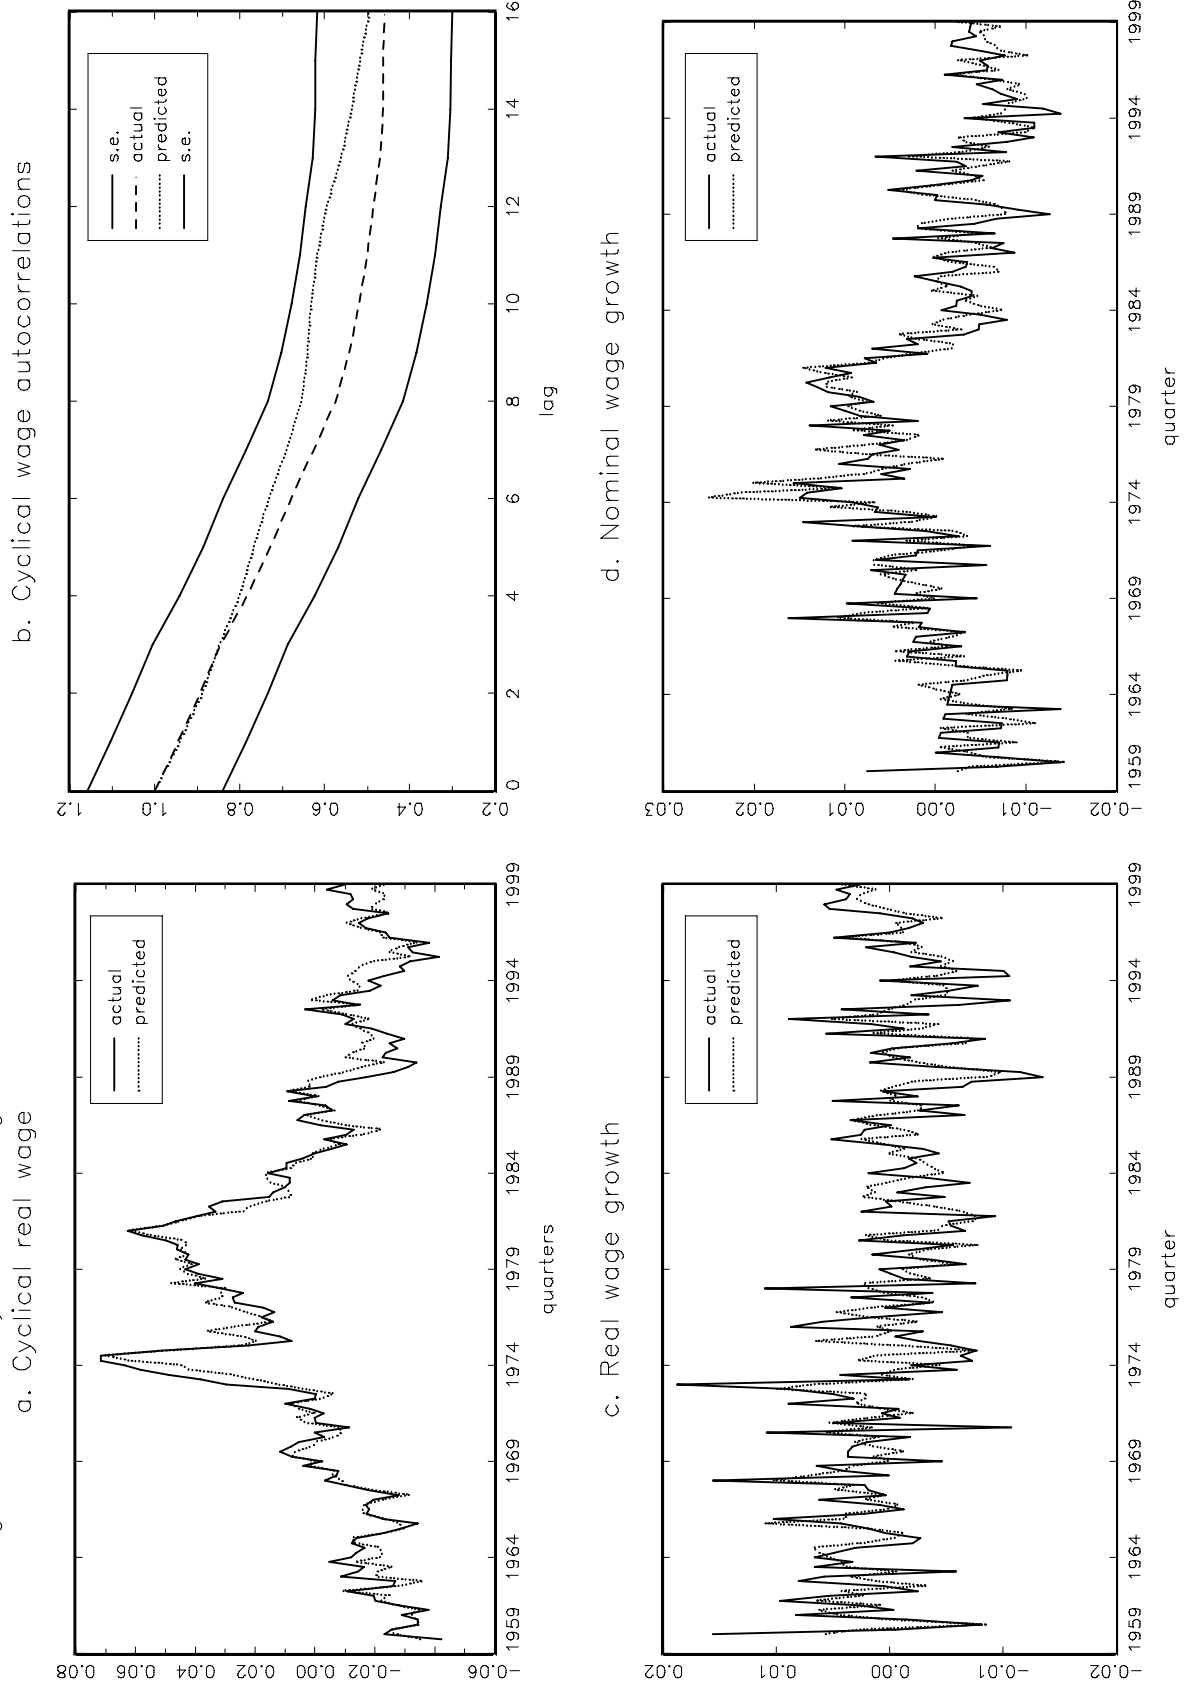 a. Cyclical real wage
actual
predicted
0.08
0.06
0.04
0.02
0.00
−0.02
−0.06
1959 1964 1969 1974 1979 1984 1989 1994 1999
quarters
b. Cyclical wage autocorrelations
s.e.
actual
predicted
s.e.
1.2
1.0
0.8
0.6
0.4
0.2
0 2 4 6 8 10 12 14 16
lag
c. Real wage growth
actual
predicted
0.02
0.01
0.00
−0.01
−0.02
1959 1964 1969 1974 1979 1984 1989 1994 1999
quarter
d. Nominal wage growth
actual
predicted
0.03
0.02
0.01
0.00
−0.01
−0.02
1959 1964 1969 1974 1979 1984 1989 1994 1999
quarter